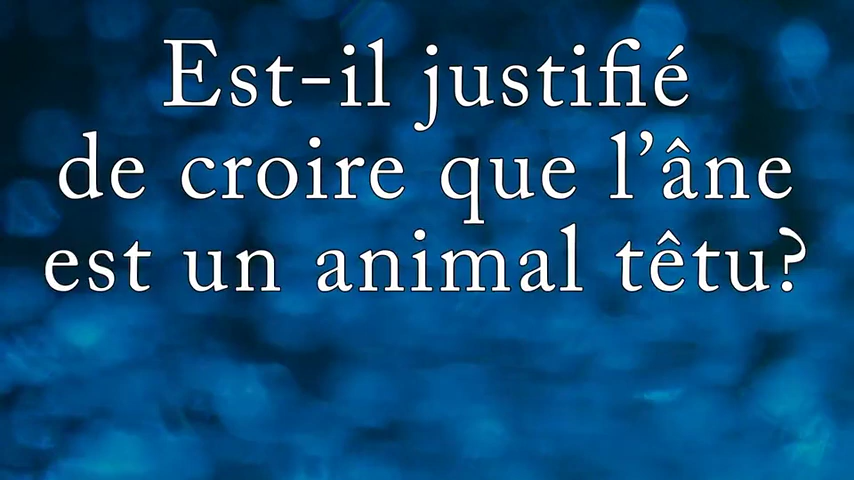 Est-il justifié
de croire que l’âne
est un animal têtu?